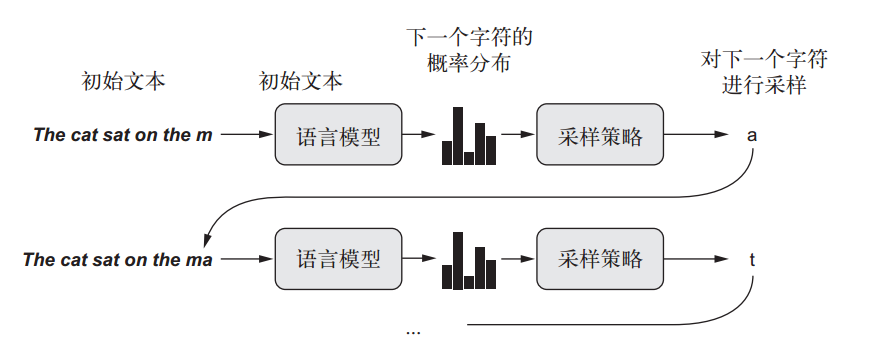 下一个字符的
概率分布
对下一个字符
进行采样
初始文本
初始文本
The cat sat on the m
语言模型
采样策略
a
The cat sat on the ma
语言模型
采样策略
t
...